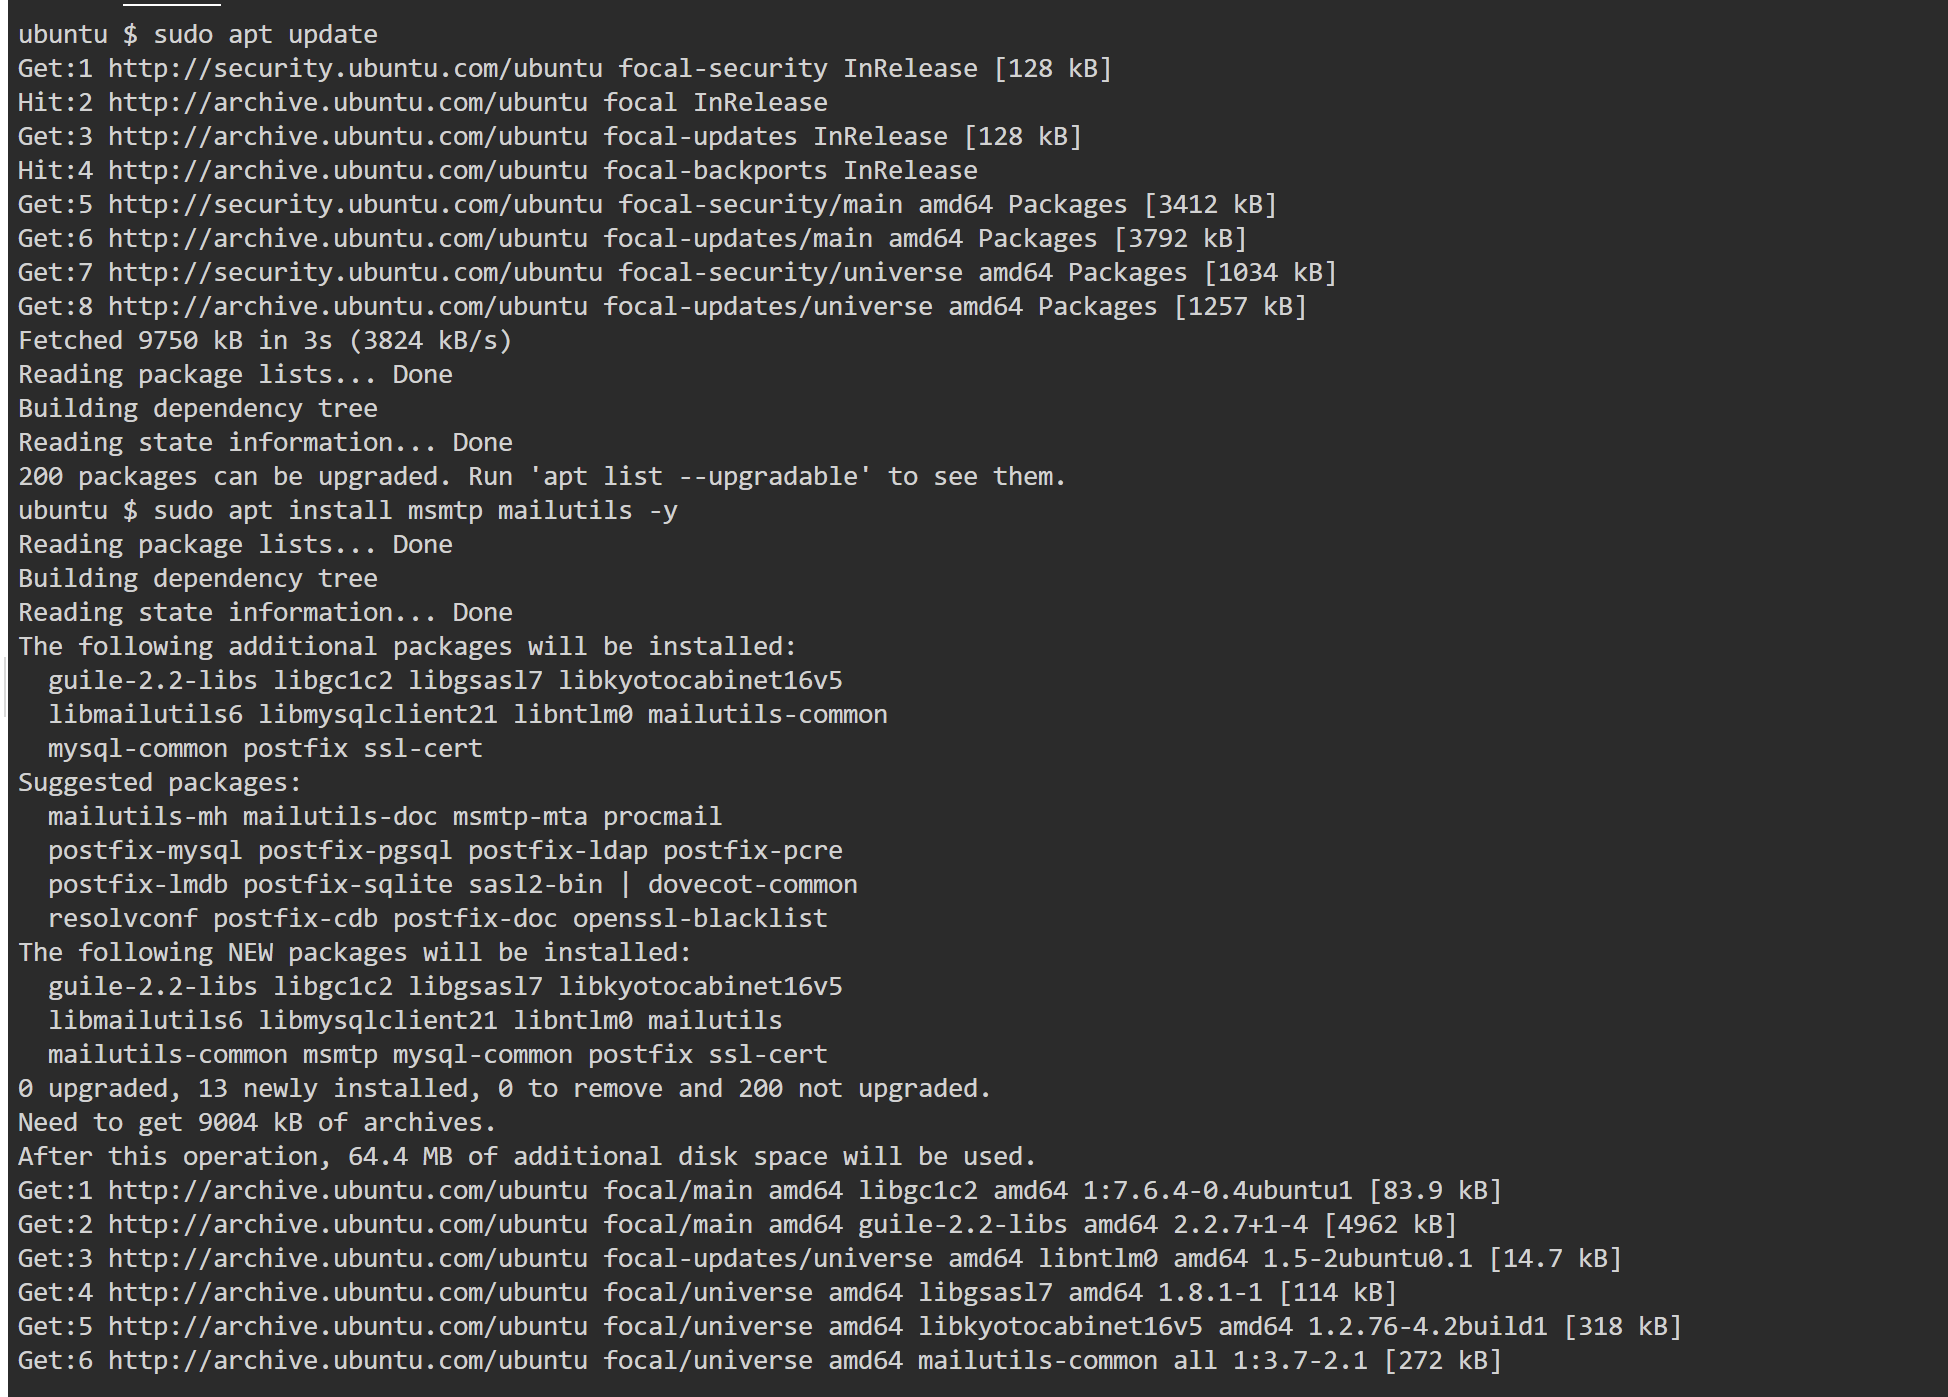 ubuntu $ sudo apt update
Get:1 http://security.ubuntu.com/ubuntu focal-security InRelease [128 kB]
Hit:2 http://archive.ubuntu.com/ubuntu focal InRelease
Get:3 http://archive.ubuntu.com/ubuntu focal-updates InRelease [128 kB]
Hit:4 http://archive.ubuntu.com/ubuntu focal-backports InRelease
Get:5 http://security.ubuntu.com/ubuntu focal-security/main amd64 Packages [3412 kB]
Get:6 http://archive.ubuntu.com/ubuntu focal-updates/main amd64 Packages [3792 kB]
Get:7 http://security.ubuntu.com/ubuntu focal-security/universe amd64 Packages [1034 kB]
Get:8 http://archive.ubuntu.com/ubuntu focal-updates/universe amd64 Packages [1257 kB]
Fetched 9750 kB in 3s (3824 kB/s)
Reading package lists... Done
Building dependency tree
Reading state information... Done
200 packages can be upgraded. Run 'apt list --upgradable' to see them.
ubuntu $ sudo apt install msmtp mailutils -y
Reading package lists... Done
Building dependency tree
Reading state information... Done
The following additional packages will be installed:
  guile-2.2-libs libgc1c2 libgsasl7 libkyotocabinet16v5
  libmailutils6 libmysqlclient21 libntlm0 mailutils-common
  mysql-common postfix ssl-cert
Suggested packages:
  mailutils-mh mailutils-doc msmtp-mta procmail
  postfix-mysql postfix-pgsql postfix-ldap postfix-pcre
  postfix-lmdb postfix-sqlite sasl2-bin | dovecot-common
  resolvconf postfix-cdb postfix-doc openssl-blacklist
The following NEW packages will be installed:
  guile-2.2-libs libgc1c2 libgsasl7 libkyotocabinet16v5
  libmailutils6 libmysqlclient21 libntlm0 mailutils
  mailutils-common msmtp mysql-common postfix ssl-cert
0 upgraded, 13 newly installed, 0 to remove and 200 not upgraded.
Need to get 9004 kB of archives.
After this operation, 64.4 MB of additional disk space will be used.
Get:1 http://archive.ubuntu.com/ubuntu focal/main amd64 libgc1c2 amd64 1:7.6.4-0.4ubuntu1 [83.9 kB]
Get:2 http://archive.ubuntu.com/ubuntu focal/main amd64 guile-2.2-libs amd64 2.2.7+1-4 [4962 kB]
Get:3 http://archive.ubuntu.com/ubuntu focal-updates/universe amd64 libntlm0 amd64 1.5-2ubuntu0.1 [14.7 kB]
Get:4 http://archive.ubuntu.com/ubuntu focal/universe amd64 libgsasl7 amd64 1.8.1-1 [114 kB]
Get:5 http://archive.ubuntu.com/ubuntu focal/universe amd64 libkyotocabinet16v5 amd64 1.2.76-4.2build1 [318 kB]
Get:6 http://archive.ubuntu.com/ubuntu focal/universe amd64 mailutils-common all 1:3.7-2.1 [272 kB]